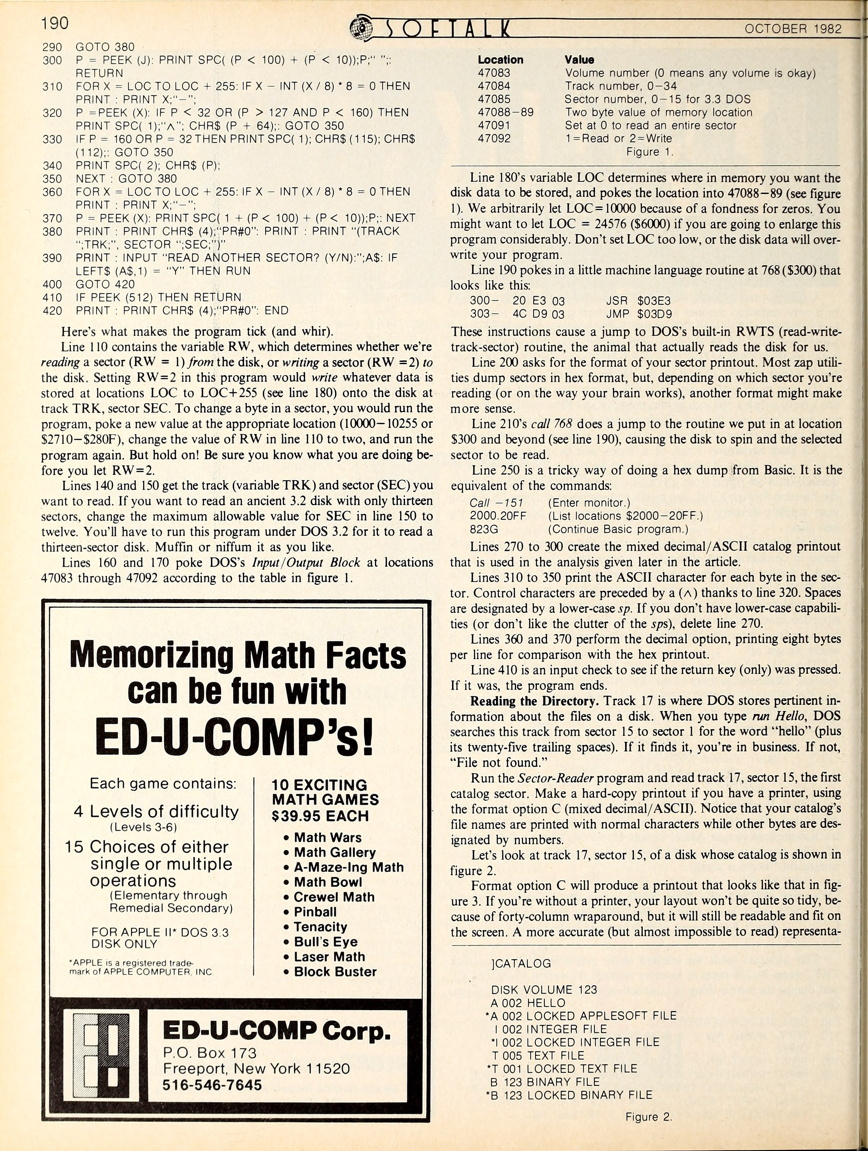 190
SOFTALK
OCTOBER 1982
290 GOTO 380
300 P = PEEK (J): PRINT SPC( (P < 100) + (P < 10));P;" ";:
RETURN
310 FOR X = LOC TO LOC + 255: IF X - INT (X / 8) * 8 = 0 THEN
PRINT : PRINT X;"-";
320 P =PEEK (X): IF P < 32 OR (P > 127 AND P < 160) THEN
PRINT SPC( 1);"^"; CHR$ (P + 64);: GOTO 350
330 IF P = 160 OR P = 32 THEN PRINT SPC( 1); CHR$ (115); CHR$
(112);: GOTO 350
340 PRINT SPC( 2); CHR$ (P);
350 NEXT : GOTO 380
360 FOR X = LOC TO LOC + 255: IF X - INT (X / 8) * 8 = 0 THEN
PRINT : PRINT X;"-";
370 P = PEEK (X): PRINT SPC( 1 + (P < 100) + (P < 10));P;: NEXT
380 PRINT : PRINT CHR$ (4);"PR#0": PRINT : PRINT "(TRACK
";TRK;", SECTOR ";SEC;")"
390 PRINT : INPUT "READ ANOTHER SECTOR? (Y/N):";A$: IF
LEFT$ (A$,1) = "Y" THEN RUN
400 GOTO 420
410 IF PEEK (512) THEN RETURN
420 PRINT : PRINT CHR$ (4);"PR#0": END
Here's what makes the program tick (and whir).
Line 110 contains the variable RW, which determines whether we're
reading a sector (RW = 1) from the disk, or writing a sector (RW =2) to
the disk. Setting RW=2 in this program would write whatever data is
stored at locations LOC to LOC+255 (see line 180) onto the disk at
track TRK, sector SEC. To change a byte in a sector, you would run the
program, poke a new value at the appropriate location (10000-10255 or
$2710-$280F), change the value of RW in line 110 to two, and run the
program again. But hold on! Be sure you know what you are doing be-
fore you let RW=2.
Lines 140 and 150 get the track (variable TRK) and sector (SEC) you
want to read. If you want to read an ancient 3.2 disk with only thirteen
sectors, change the maximum allowable value for SEC in line 150 to
twelve. You'll have to run this program under DOS 3.2 for it to read a
thirteen-sector disk. Muffin or niffum it as you like.
Lines 160 and 170 poke DOS's Input/Output Block at locations
47083 through 47092 according to the table in figure 1.
Memorizing Math Facts
can be fun with
ED-U-COMP's!
Each game contains:
4 Levels of difficulty
(Levels 3-6)
15 Choices of either
single or multiple
operations
(Elementary through
Remedial Secondary)
FOR APPLE II* DOS 3.3
DISK ONLY
*APPLE is a registered trade-
mark of APPLE COMPUTER, INC
10 EXCITING
MATH GAMES
$39.95 EACH
• Math Wars
• Math Gallery
• A-Maze-Ing Math
• Math Bowl
• Crewel Math
• Pinball
• Tenacity
• Bull's Eye
• Laser Math
• Block Buster
ED-U-COMP Corp.
P.O. Box 173
Freeport, New York 11520
516-546-7645
Location Value
47083 Volume number (0 means any volume is okay)
47084 Track number, 0-34
47085 Sector number, 0-15 for 3.3 DOS
47088-89 Two byte value of memory location
47091 Set at 0 to read an entire sector
47092 1=Read or 2=Write
Figure 1.
Line 180's variable LOC determines where in memory you want the
disk data to be stored, and pokes the location into 47088-89 (see figure
1). We arbitrarily let LOC=10000 because of a fondness for zeros. You
might want to let LOC = 24576 ($6000) if you are going to enlarge this
program considerably. Don't set LOC too low, or the disk data will over-
write your program.
Line 190 pokes in a little machine language routine at 768 ($300) that
looks like this:
300- 20 E3 03 JSR $03E3
303- 4C D9 03 JMP $03D9
These instructions cause a jump to DOS's built-in RWTS (read-write-
track-sector) routine, the animal that actually reads the disk for us.
Line 200 asks for the format of your sector printout. Most zap utili-
ties dump sectors in hex format, but, depending on which sector you're
reading (or on the way your brain works), another format might make
more sense.
Line 210's call 768 does a jump to the routine we put in at location
$300 and beyond (see line 190), causing the disk to spin and the selected
sector to be read.
Line 250 is a tricky way of doing a hex dump from Basic. It is the
equivalent of the commands:
Call -151 (Enter monitor.)
2000.20FF (List locations $2000-20FF.)
823G (Continue Basic program.)
Lines 270 to 300 create the mixed decimal/ASCII catalog printout
that is used in the analysis given later in the article.
Lines 310 to 350 print the ASCII character for each byte in the sec-
tor. Control characters are preceded by a (^) thanks to line 320. Spaces
are designated by a lower-case sp. If you don't have lower-case capabili-
ties (or don't like the clutter of the sps), delete line 270.
Lines 360 and 370 perform the decimal option, printing eight bytes
per line for comparison with the hex printout.
Line 410 is an input check to see if the return key (only) was pressed.
If it was, the program ends.
Reading the Directory. Track 17 is where DOS stores pertinent in-
formation about the files on a disk. When you type run Hello, DOS
searches this track from sector 15 to sector 1 for the word "hello" (plus
its twenty-five trailing spaces). If it finds it, you're in business. If not,
"File not found."
Run the Sector-Reader program and read track 17, sector 15, the first
catalog sector. Make a hard-copy printout if you have a printer, using
the format option C (mixed decimal/ASCII). Notice that your catalog's
file names are printed with normal characters while other bytes are des-
ignated by numbers.
Let's look at track 17, sector 15, of a disk whose catalog is shown in
figure 2.
Format option C will produce a printout that looks like that in fig-
ure 3. If you're without a printer, your layout won't be quite so tidy, be-
cause of forty-column wraparound, but it will still be readable and fit on
the screen. A more accurate (but almost impossible to read) representa-
]CATALOG
DISK VOLUME 123
A 002 HELLO
*A 002 LOCKED APPLESOFT FILE
I 002 INTEGER FILE
*I 002 LOCKED INTEGER FILE
T 005 TEXT FILE
*T 001 LOCKED TEXT FILE
B 123 BINARY FILE
*B 123 LOCKED BINARY FILE
Figure 2.